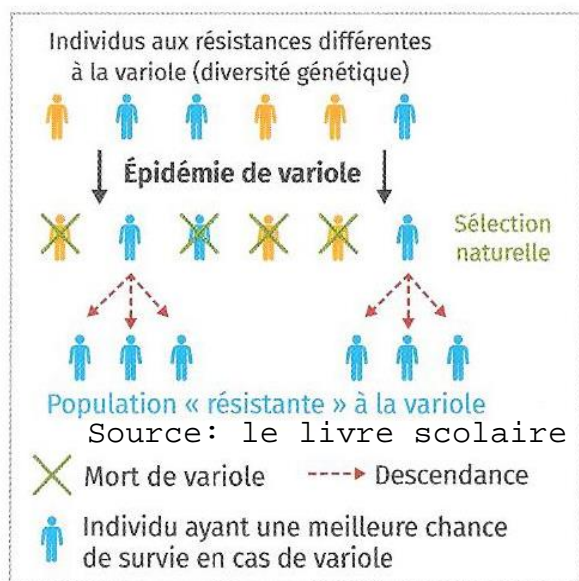 Individus aux résistances différentes
à la variole (diversité génétique)
Épidémie de variole
Sélection
naturelle
Population « résistante » à la variole
Source: le livre scolaire
Mort de variole
Descendance
Individu ayant une meilleure chance
de survie en cas de variole